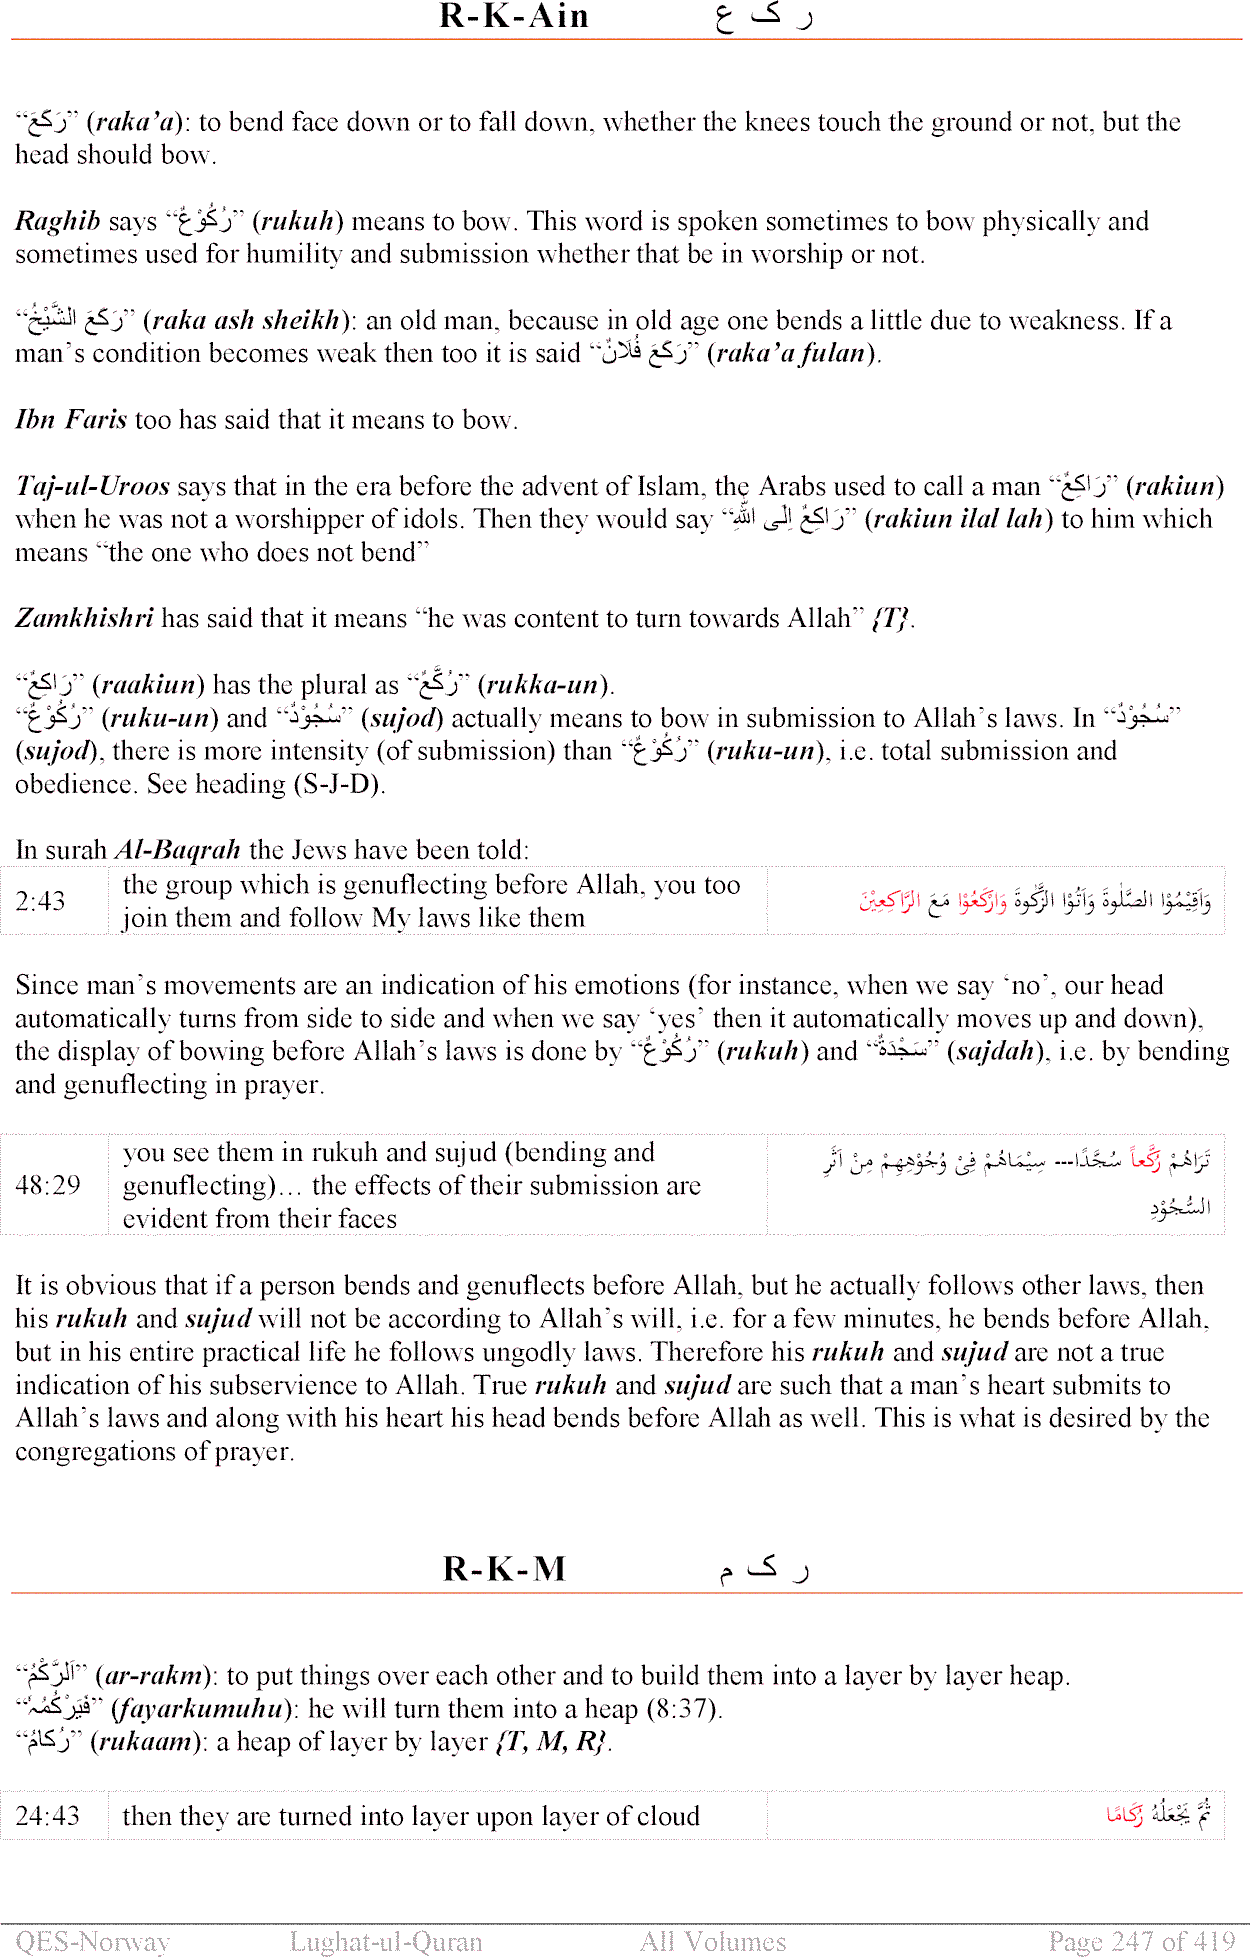 R-K-Ain ر ک ع
“رَکَعَ” (raka’a): to bend face down or to fall down, whether the knees touch the ground or not, but the
head should bow.
Raghib says “رُکُوْعٌ” (rukuh) means to bow. This word is spoken sometimes to bow physically and
sometimes used for humility and submission whether that be in worship or not.
“رَکَعَ الشَّیْخُ” (raka ash sheikh): an old man, because in old age one bends a little due to weakness. If a
man’s condition becomes weak then too it is said “رَکَعَ فُلَانٌ” (raka’a fulan).
Ibn Faris too has said that it means to bow.
Taj-ul-Uroos says that in the era before the advent of Islam, the Arabs used to call a man “رَاکِعٌ” (rakiun)
when he was not a worshipper of idols. Then they would say “رَاکِعٌ اِلَی اللّٰہِ” (rakiun ilal lah) to him which
means “the one who does not bend”
Zamkhishri has said that it means “he was content to turn towards Allah” {T}.
“رَاکِعٌ” (raakiun) has the plural as “رُکَّعٌ” (rukka-un).
“رُکُوْعٌ” (ruku-un) and “سُجُوْدٌ” (sujod) actually means to bow in submission to Allah’s laws. In “سُجُوْدٌ”
(sujod), there is more intensity (of submission) than “رُکُوْعٌ” (ruku-un), i.e. total submission and
obedience. See heading (S-J-D).
In surah Al-Baqrah the Jews have been told:
2:43 the group which is genuflecting before Allah, you too وَاَقِیْمُوْا الصَّلٰوۃَ وَاٰتُوْا الزَّکٰوۃَ وَارْکَعُوْا مَعَ الرَّاکِعِیْنَ
join them and follow My laws like them
Since man’s movements are an indication of his emotions (for instance, when we say ‘no’, our head
automatically turns from side to side and when we say ‘yes’ then it automatically moves up and down),
the display of bowing before Allah’s laws is done by “رُکُوْعٌ” (rukuh) and “سَجْدَۃٌ” (sajdah), i.e. by bending
and genuflecting in prayer.
48:29 you see them in rukuh and sujud (bending and تَرَاھُمْ رُکَّعاً سُجَّدًا--- سِیْمَاھُمْ فِیْ وُجُوْھِھِمْ مِنْ اَثَرِ
genuflecting)… the effects of their submission are السُّجُوْدِ
evident from their faces
It is obvious that if a person bends and genuflects before Allah, but he actually follows other laws, then
his rukuh and sujud will not be according to Allah’s will, i.e. for a few minutes, he bends before Allah,
but in his entire practical life he follows ungodly laws. Therefore his rukuh and sujud are not a true
indication of his subservience to Allah. True rukuh and sujud are such that a man’s heart submits to
Allah’s laws and along with his heart his head bends before Allah as well. This is what is desired by the
congregations of prayer.
R-K-M ر ک م
“اَلرَّکْمُ” (ar-rakm): to put things over each other and to build them into a layer by layer heap.
“فَیَرْکُمُہٗ” (fayarkumuhu): he will turn them into a heap (8:37).
“رُکَامٌ” (rukaam): a heap of layer by layer {T, M, R}.
24:43 then they are turned into layer upon layer of cloud ثُمَّ یَجْعَلُہُ رُکَامًا
QES-Norway Lughat-ul-Quran All Volumes Page 247 of 419